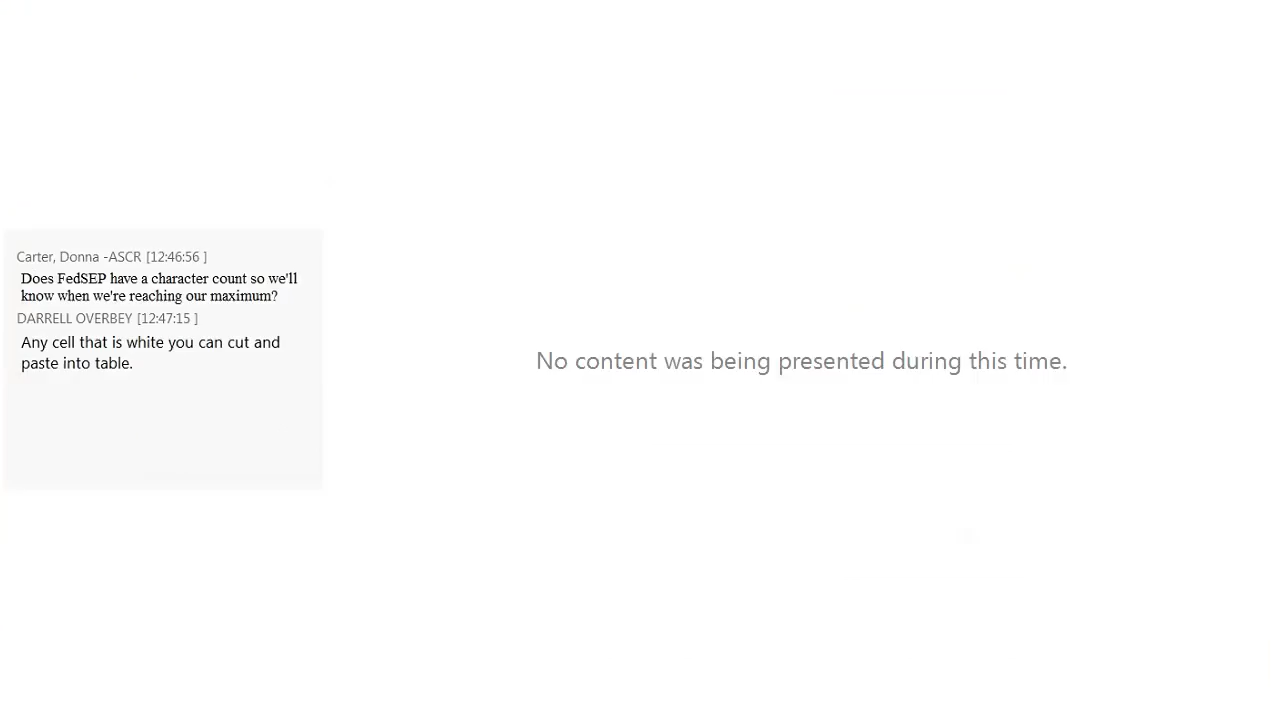 Carter, Donna -ASCR [12:46:56 ]
Does FedSEP have a character count so we'll
know when we're reaching our maximum?
DARRELL OVERBEY [12:47:15 ]
Any cell that is white you can cut and
paste into table.
No content was being presented during this time.